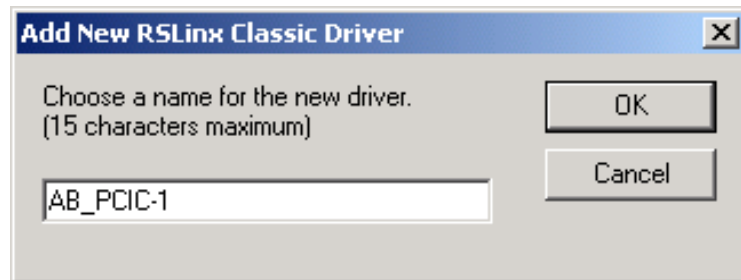 Add New RSLinx Classic Driver
Choose a name for the new driver.
(15 characters maximum)
OK
Cancel
AB_PCIC-1